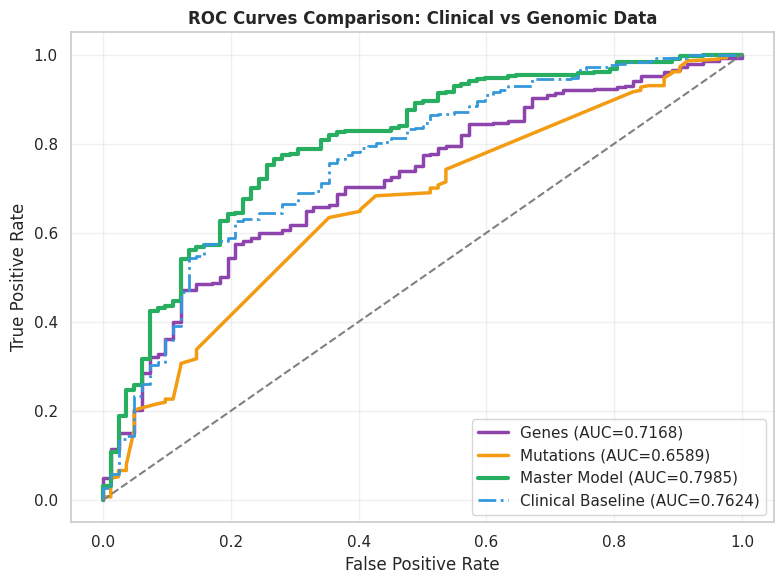 ROC Curves Comparison: Clinical vs Genomic Data
True Positive Rate
1.0
0.8
0.6
0.4
0.2
0.0
Genes (AUC=0.7168)
Mutations (AUC=0.6589)
Master Model (AUC=0.7985)
Clinical Baseline (AUC=0.7624)
0.0 0.2 0.4 0.6 0.8 1.0
False Positive Rate